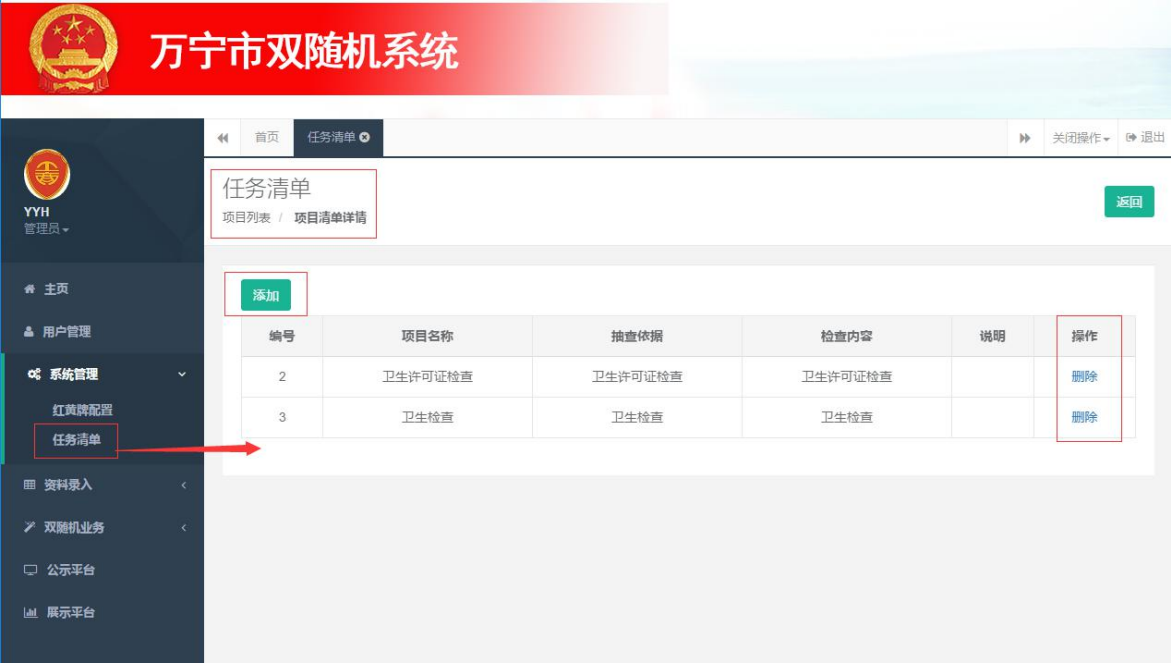 万宁市双随机系统
首页 任务清单 关闭操作 退出
YYH
管理员
任务清单
项目列表 / 项目清单详情
返回
主页
用户管理
系统管理
红黄牌配置
任务清单
资料录入
双随机业务
公示平台
展示平台
添加
编号 项目名称 抽查依据 检查内容 说明 操作
2 卫生许可证检查 卫生许可证检查 卫生许可证检查 删除
3 卫生检查 卫生检查 卫生检查 删除